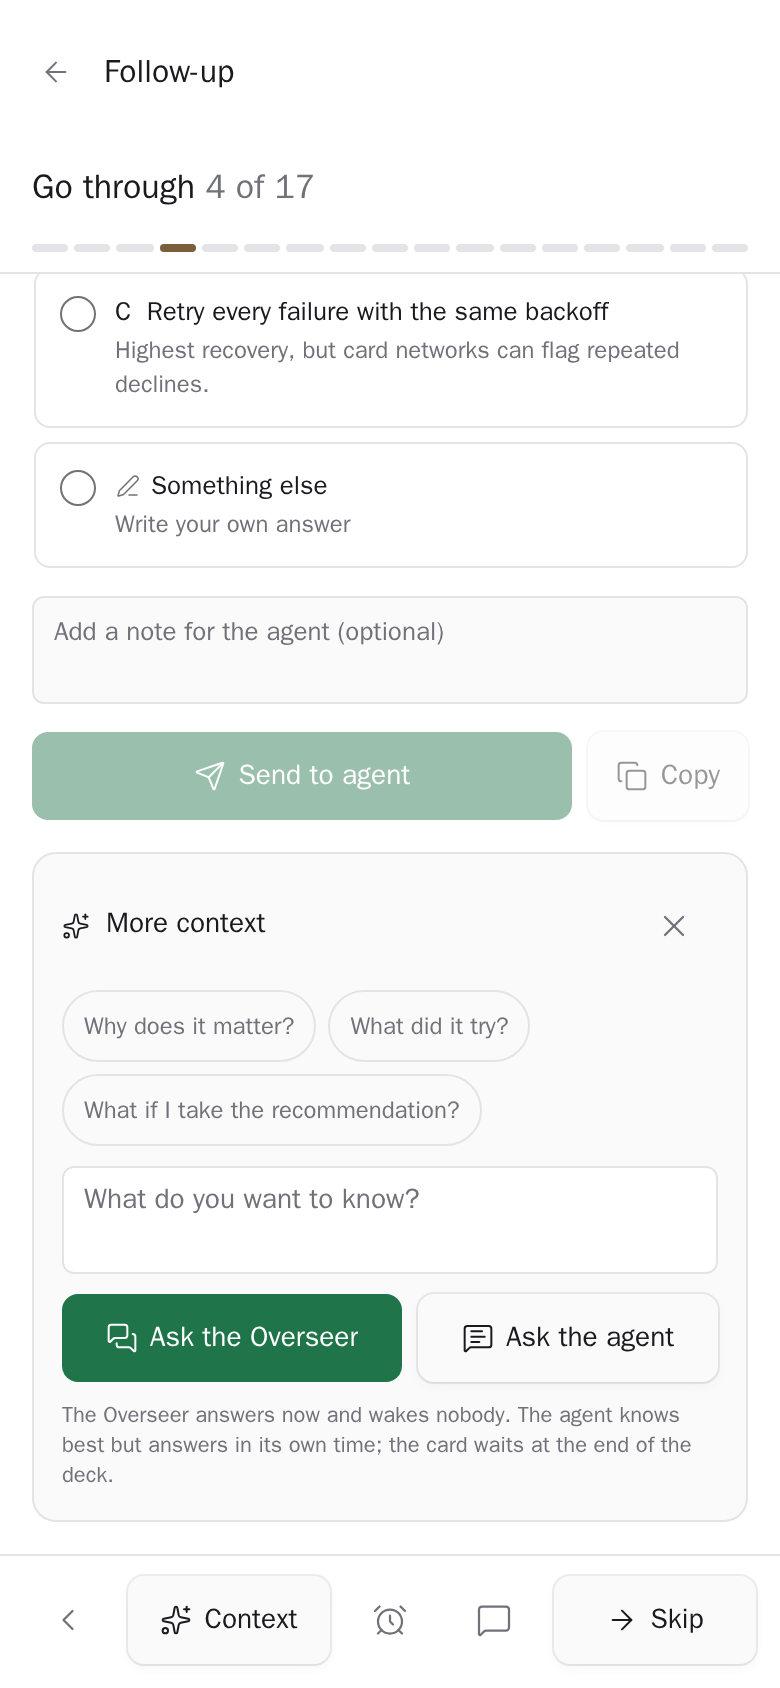 Follow-up
Go through 4 of 17
C Retry every failure with the same backoff
Highest recovery, but card networks can flag repeated
declines.
Something else
Write your own answer
Add a note for the agent (optional)
Send to agent
Copy
More context
Why does it matter?
What did it try?
What if I take the recommendation?
What do you want to know?
Ask the Overseer
Ask the agent
The Overseer answers now and wakes nobody. The agent knows
best but answers in its own time; the card waits at the end of the
deck.
Context
Skip